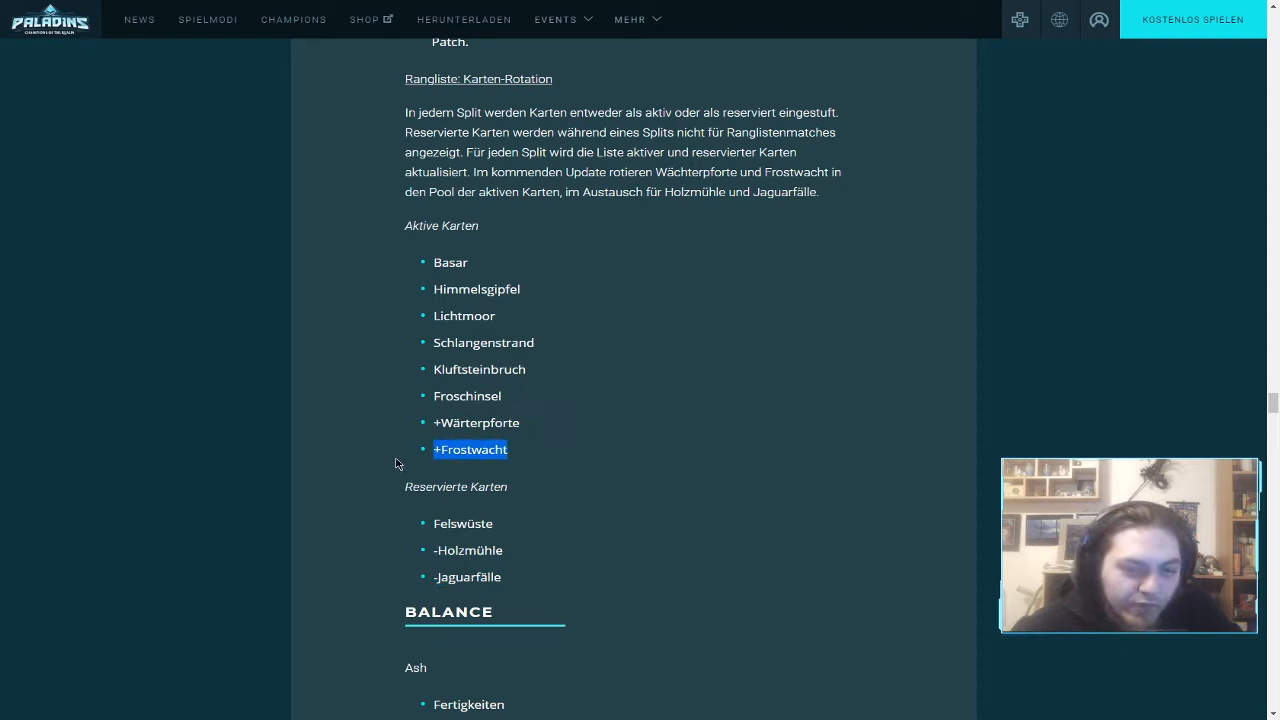 PALADINS
CHAMPIONS OF THE REALM
NEWS SPIELMODI CHAMPIONS SHOP HERUNTERLADEN EVENTS MEHR KOSTENLOS SPIELEN
Patch.
Rangliste: Karten-Rotation
In jedem Split werden Karten entweder als aktiv oder als reserviert eingestuft.
Reservierte Karten werden während eines Splits nicht für Ranglistenmatches
angezeigt. Für jeden Split wird die Liste aktiver und reservierter Karten
aktualisiert. Im kommenden Update rotieren Wächterpforte und Frostwacht in
den Pool der aktiven Karten, im Austausch für Holzmühle und Jaguarfälle.
Aktive Karten
• Basar
• Himmelsgipfel
• Lichtmoor
• Schlangenstrand
• Kluftsteinbruch
• Froschinsel
• +Wärterpforte
• +Frostwacht
Reservierte Karten
• Felswüste
• -Holzmühle
• -Jaguarfälle
BALANCE
Ash
• Fertigkeiten